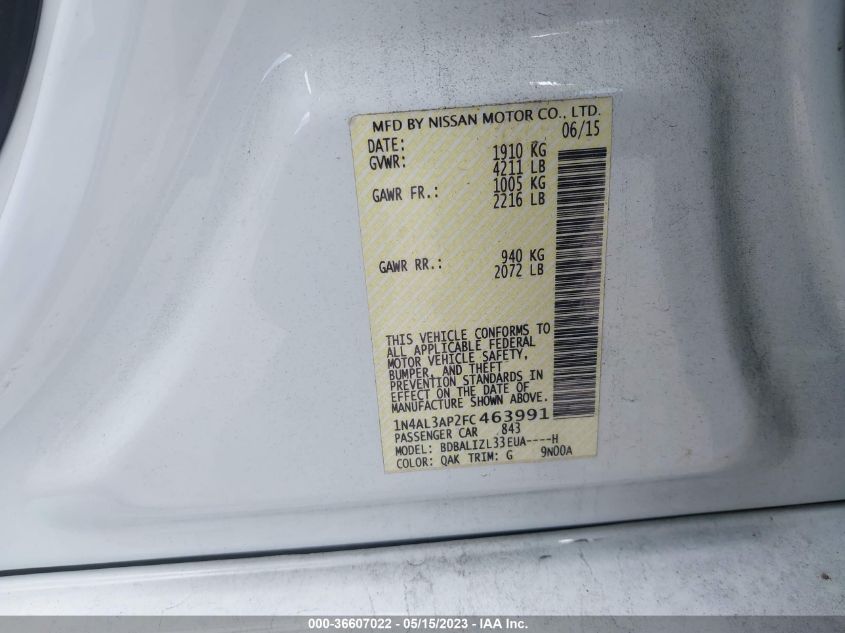 MFD BY NISSAN MOTOR CO., LTD.
DATE: 06/15
GVWR: 1910 KG
4211 LB
GAWR FR.: 1005 KG
2216 LB
GAWR RR.: 940 KG
2072 LB
THIS VEHICLE CONFORMS TO
ALL APPLICABLE FEDERAL
MOTOR VEHICLE SAFETY,
BUMPER, AND THEFT
PREVENTION STANDARDS IN
EFFECT ON THE DATE OF
MANUFACTURE SHOWN ABOVE.
1N4AL3AP2FC463991
PASSENGER CAR 843
MODEL: BDBALIZL33EUA----H
COLOR: QAK TRIM: G 9N00A
000-36607022 - 05/15/2023 - IAA Inc.